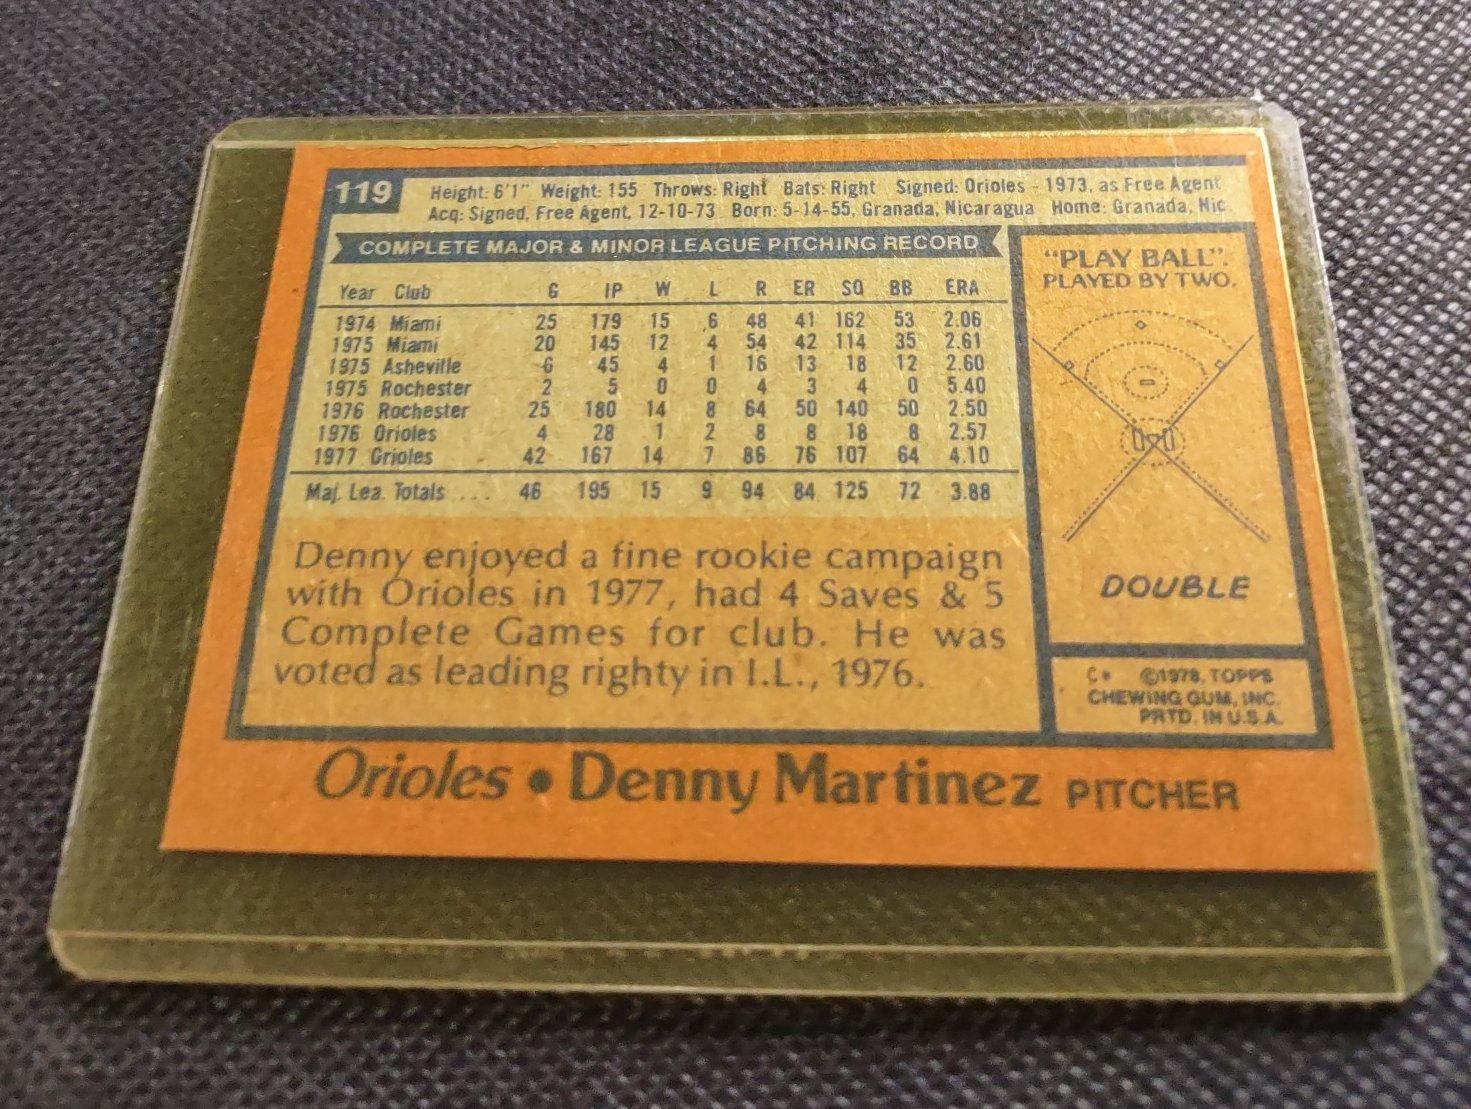 119
Height: 6'1" Weight: 155 Throws: Right Bats: Right Signed: Orioles - 1973, as Free Agent
Acq: Signed, Free Agent, 12-10-73 Born: 5-14-55, Granada, Nicaragua Home: Granada, Nic.
COMPLETE MAJOR & MINOR LEAGUE PITCHING RECORD
Year Club G IP W L R ER SO BB ERA
1974 Miami 25 179 15 6 48 41 162 53 2.06
1975 Miami 20 145 12 4 54 42 114 35 2.61
1975 Asheville 6 45 4 1 16 13 18 12 2.60
1975 Rochester 2 5 0 0 4 3 4 0 5.40
1976 Rochester 25 180 14 8 64 50 140 50 2.50
1976 Orioles 4 28 1 2 8 8 18 8 2.57
1977 Orioles 42 167 14 7 86 76 107 64 4.10
Maj. Lea. Totals .... 46 195 15 9 94 84 125 72 3.88
Denny enjoyed a fine rookie campaign
with Orioles in 1977, had 4 Saves & 5
Complete Games for club. He was
voted as leading righty in I.L., 1976.
"PLAY BALL".
PLAYED BY TWO.
DOUBLE
C* ©1978, TOPPS
CHEWING GUM, INC.
PRTD. IN U.S.A.
Orioles • Denny Martinez PITCHER